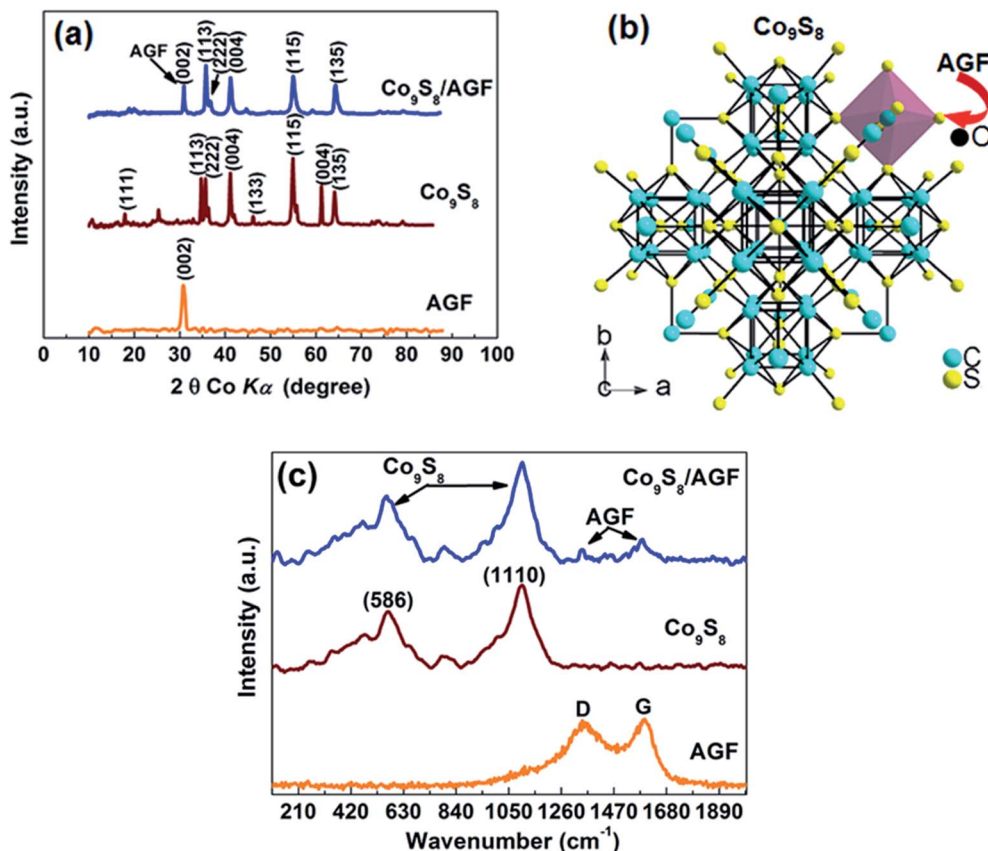 (a)
Intensity (a.u.)
AGF
(002)
(113)
(222)
(004)
(115)
(135)
Co₉S₈/AGF
(111)
(113)
(222)
(004)
(133)
(115)
(004)
(135)
Co₉S₈
(002)
AGF
0 10 20 30 40 50 60 70 80 90 100
2 θ Co Kα (degree)
(b)
Co₉S₈
AGF
C
b
c
a
C
S
(c)
Intensity (a.u.)
Co₉S₈
Co₉S₈/AGF
AGF
(586)
(1110)
Co₉S₈
D
G
AGF
210 420 630 840 1050 1260 1470 1680 1890
Wavenumber (cm⁻¹)